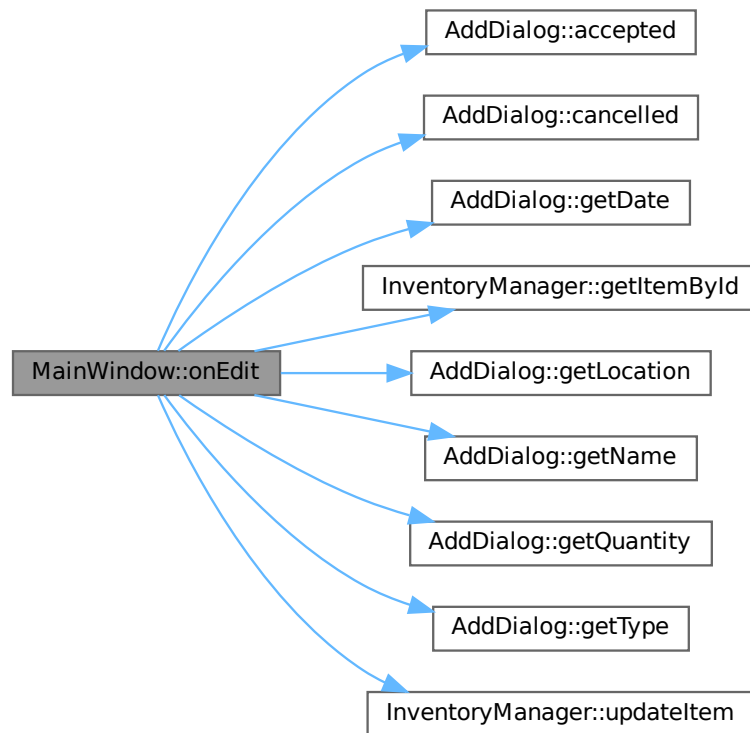 AddDialog::accepted
AddDialog::cancelled
AddDialog::getDate
InventoryManager::getItemById
MainWindow::onEdit
AddDialog::getLocation
AddDialog::getName
AddDialog::getQuantity
AddDialog::getType
InventoryManager::updateItem